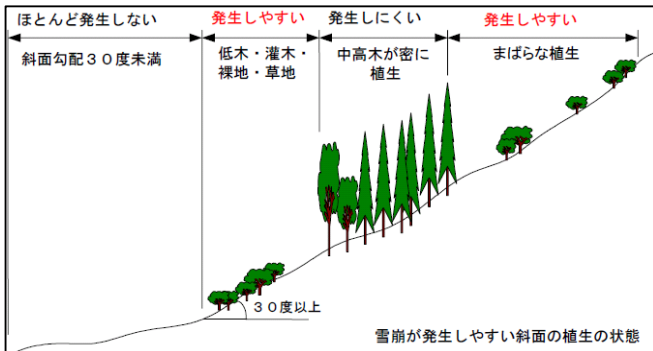 ほとんど発生しない
発生しやすい
発生しにくい
発生しやすい
斜面勾配３０度未満
低木・灌木・
裸地・草地
中高木が密に
植生
まばらな植生
３０度以上
雪崩が発生しやすい斜面の植生の状態